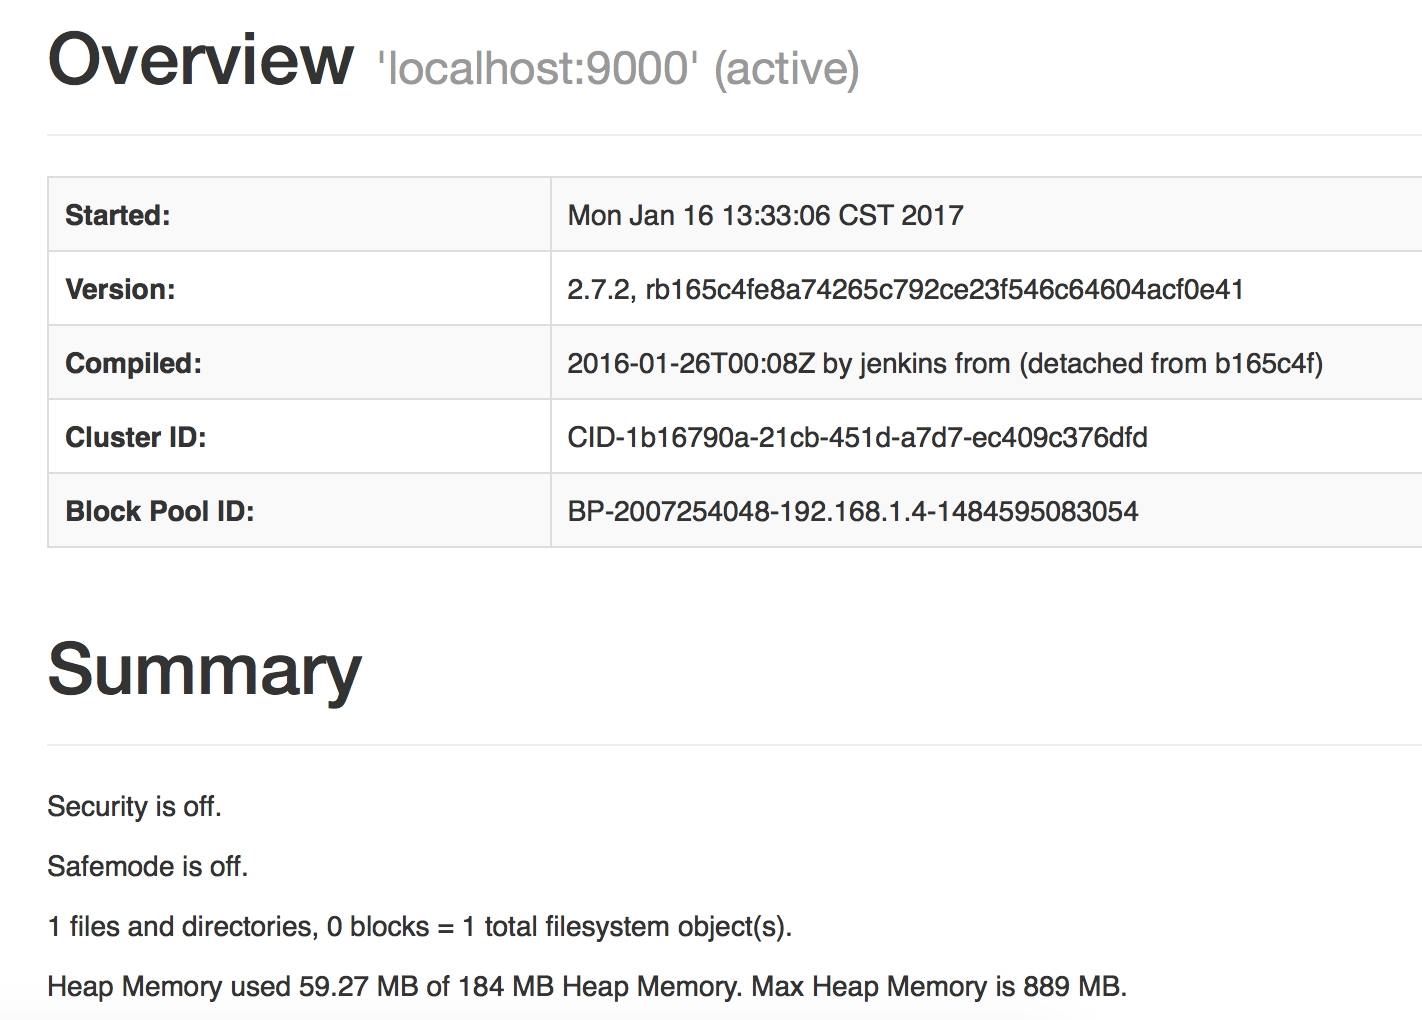 Overview 'localhost:9000' (active)
Started: Mon Jan 16 13:33:06 CST 2017
Version: 2.7.2, rb165c4fe8a74265c792ce23f546c64604acf0e41
Compiled: 2016-01-26T00:08Z by jenkins from (detached from b165c4f)
Cluster ID: CID-1b16790a-21cb-451d-a7d7-ec409c376dfd
Block Pool ID: BP-2007254048-192.168.1.4-1484595083054
Summary
Security is off.
Safemode is off.
1 files and directories, 0 blocks = 1 total filesystem object(s).
Heap Memory used 59.27 MB of 184 MB Heap Memory. Max Heap Memory is 889 MB.